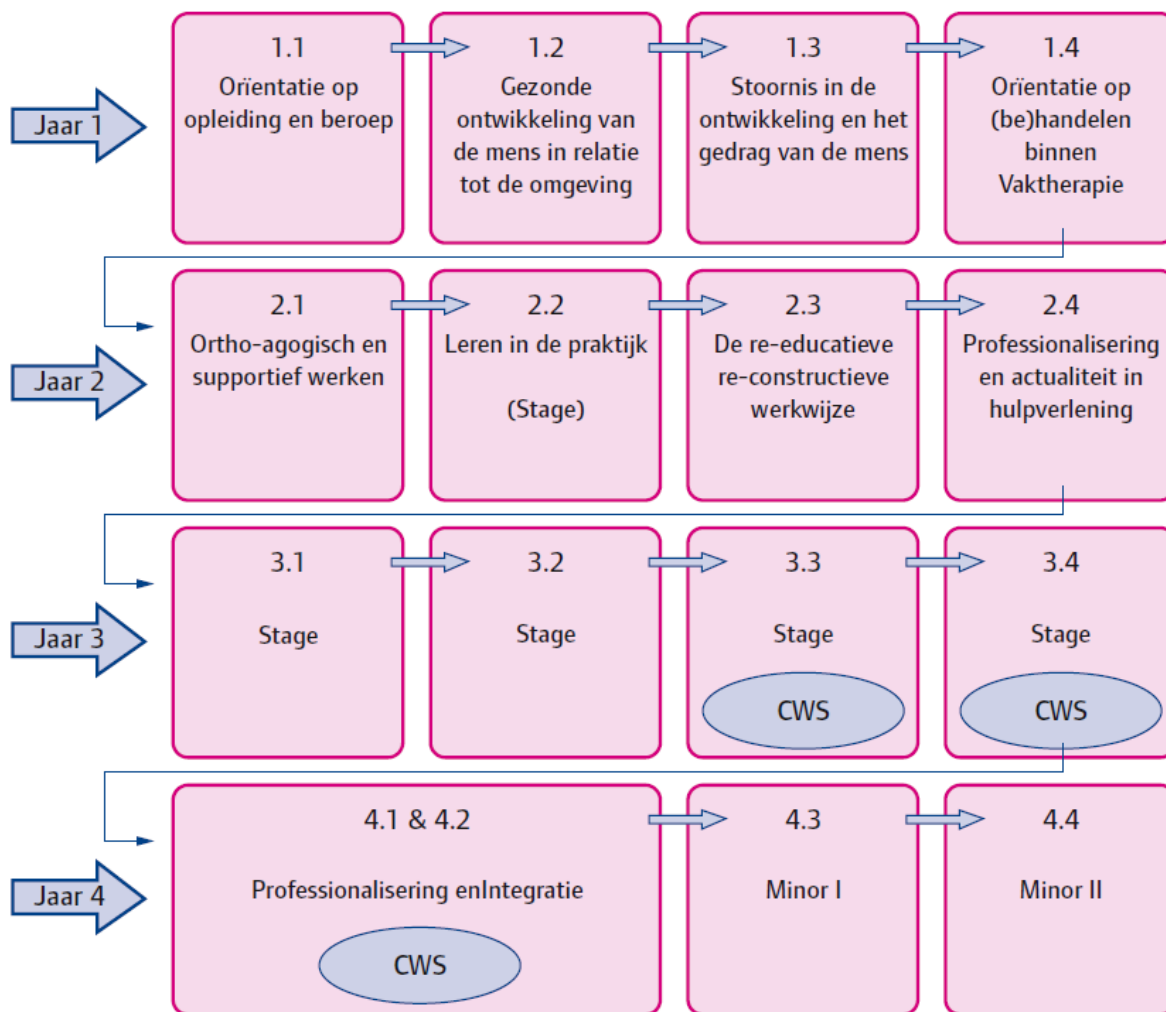 Jaar 1
1.1
Orïentatie op
opleiding en beroep
1.2
Gezonde
ontwikkeling van
de mens in relatie
tot de omgeving
1.3
Stoornis in de
ontwikkeling en het
gedrag van de mens
1.4
Orïentatie op
(be)handelen
binnen
Vaktherapie
Jaar 2
2.1
Ortho-agogisch en
supportief werken
2.2
Leren in de praktijk
(Stage)
2.3
De re-educatieve
re-constructieve
werkwijze
2.4
Professionalisering
en actualiteit in
hulpverlening
Jaar 3
3.1
Stage
3.2
Stage
3.3
Stage
CWS
3.4
Stage
CWS
Jaar 4
4.1 & 4.2
Professionalisering enIntegratie
CWS
4.3
Minor I
4.4
Minor II